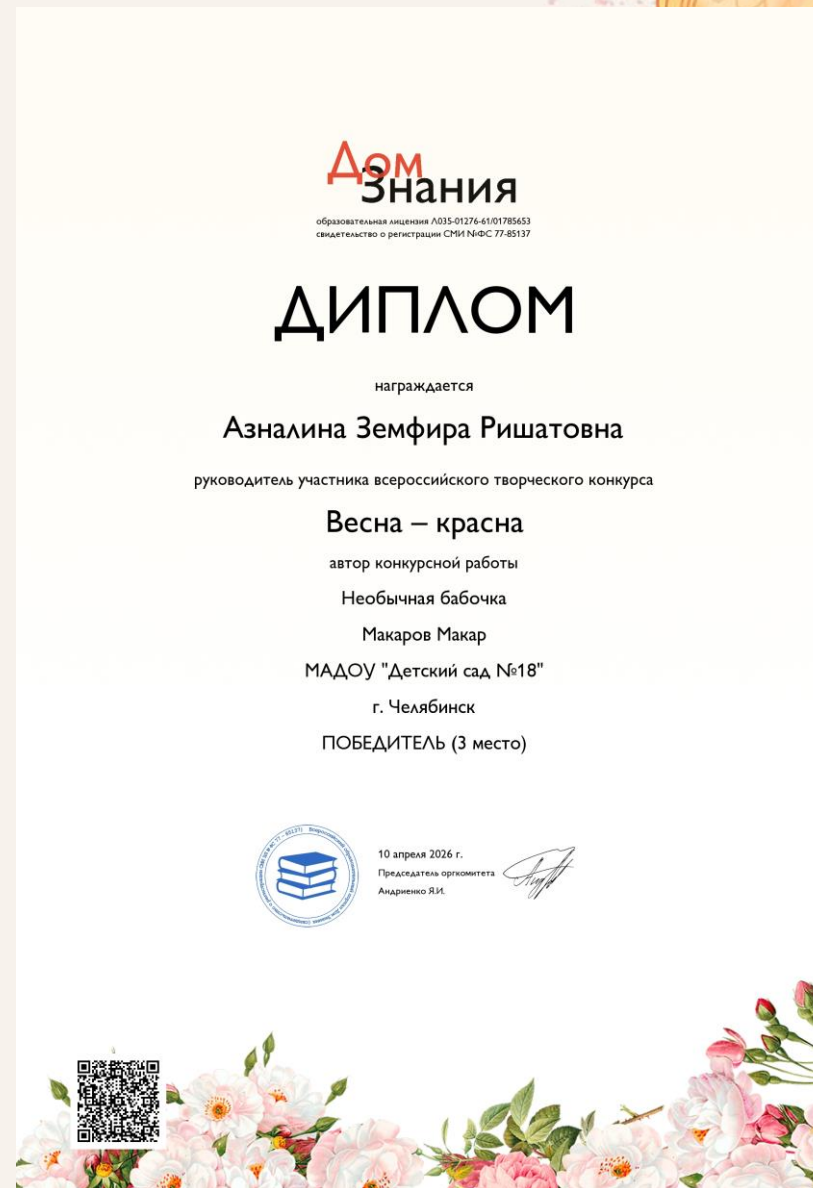 Дом
Знания
образовательная лицензия Л035-01276-61/01785653
свидетельство о регистрации СМИ №ФС 77-85137
ДИПЛОМ
награждается
Азналина Земфира Ришатовна
руководитель участника всероссийского творческого конкурса
Весна – красна
автор конкурсной работы
Необычная бабочка
Макаров Макар
МАДОУ "Детский сад №18"
г. Челябинск
ПОБЕДИТЕЛЬ (3 место)
10 апреля 2026 г.
Председатель оргкомитета
Андриенко Я.И.